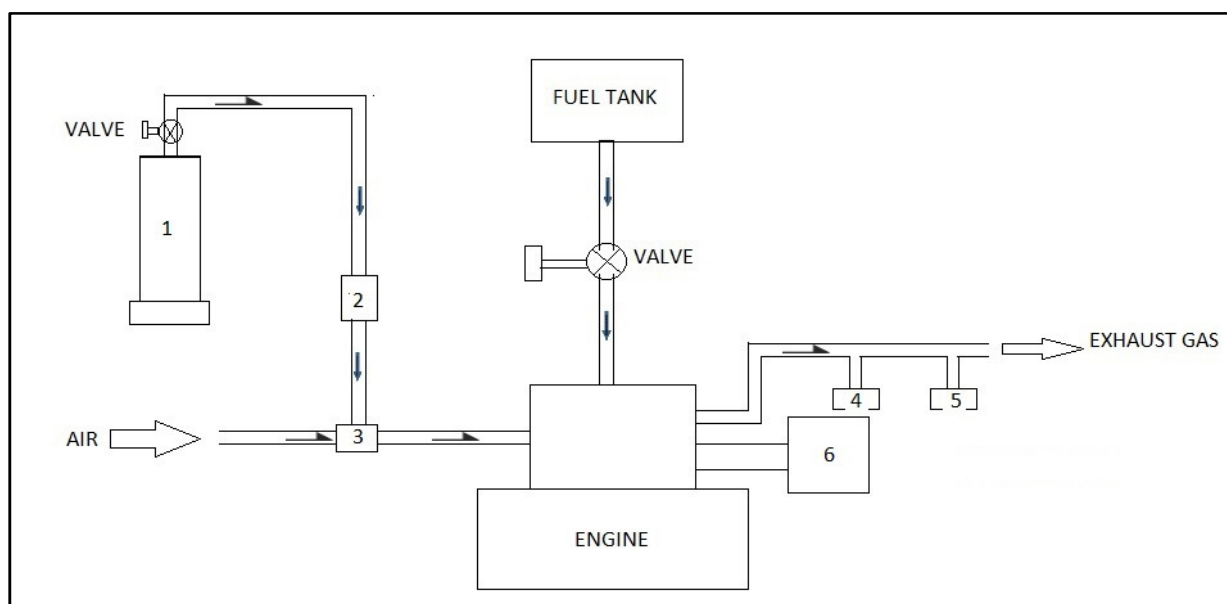 FUEL TANK
VALVE
1
VALVE
2
EXHAUST GAS
4
5
AIR
3
6
ENGINE